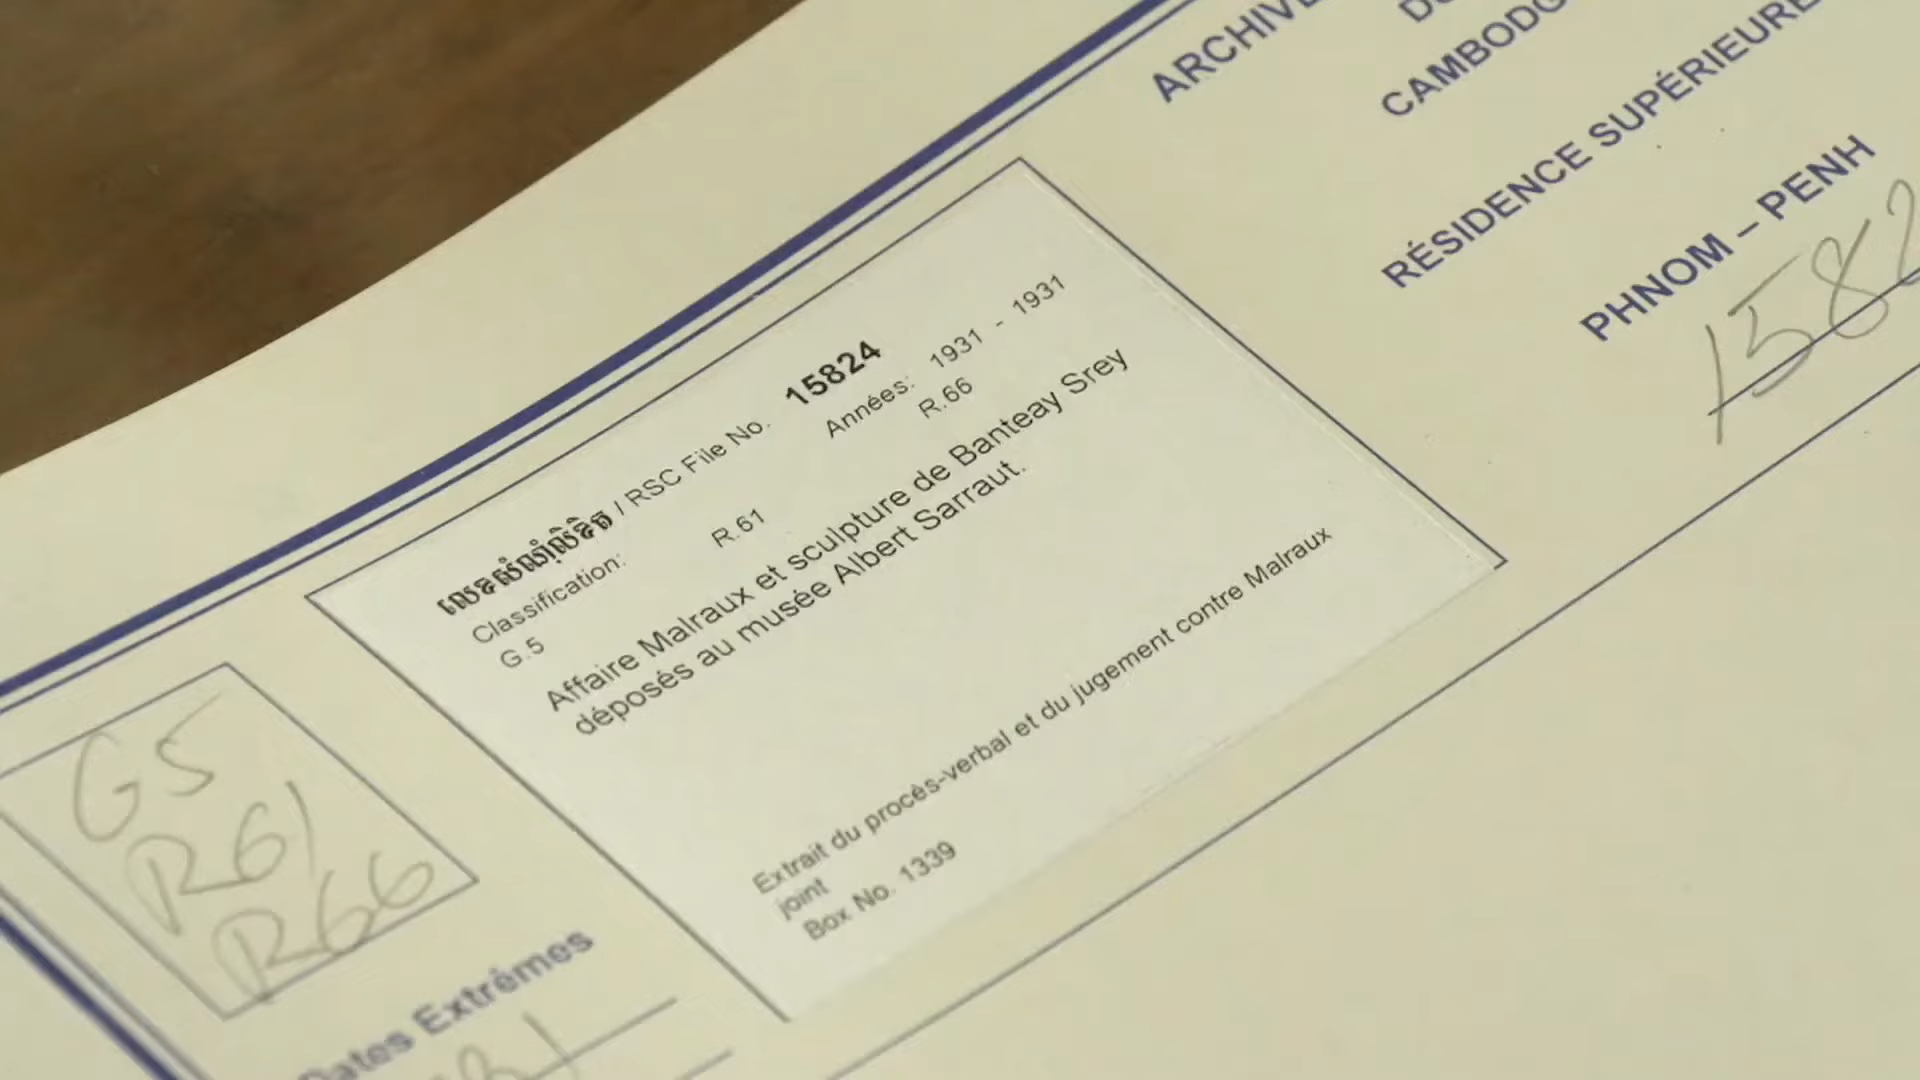 ARCHIVE
DU
CAMBODG
RÉSIDENCE SUPÉRIEURE
PHNOM – PENH
1582
/ RSC File No. 15824
Années: 1931 - 1931
Classification: R.61 R.66
G.5
Affaire Malraux et sculpture de Banteay Srey
déposés au musée Albert Sarraut.
Extrait du procès-verbal et du jugement contre Malraux
joint
Box No. 1339
G5
R61
R66
Dates Extrêmes